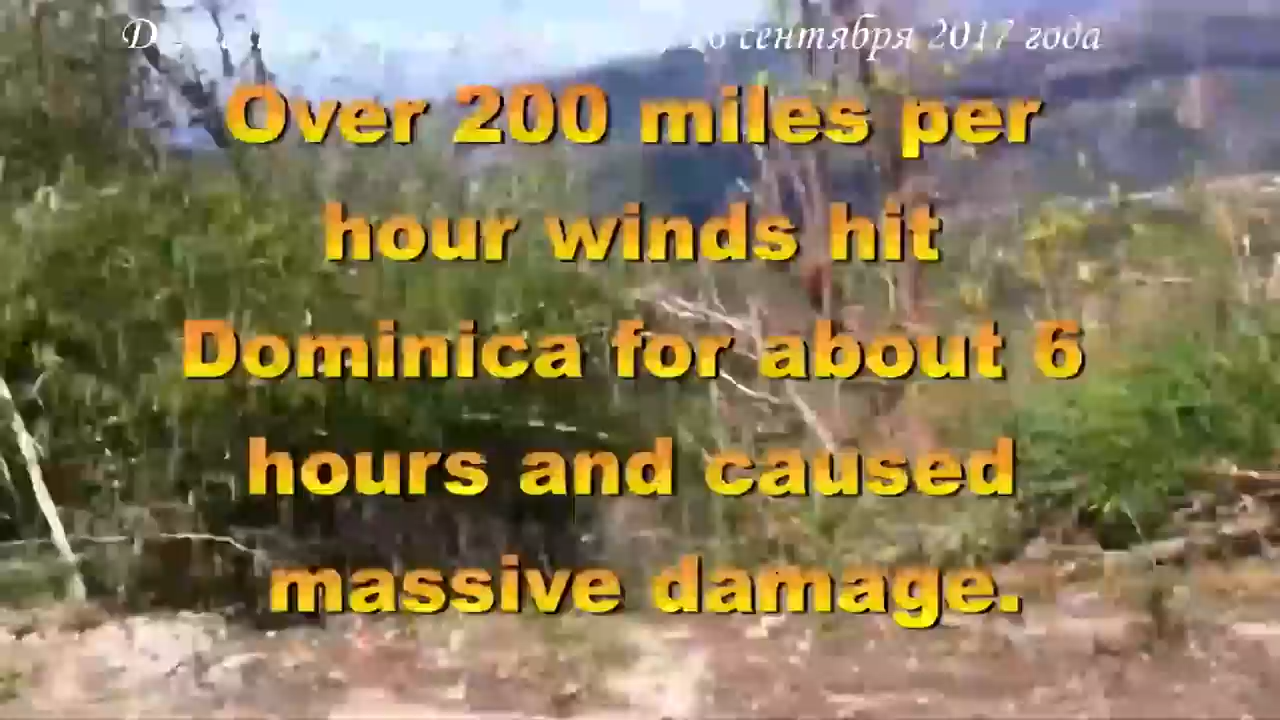 сентября 2017 года
Over 200 miles per
hour winds hit
Dominica for about 6
hours and caused
massive damage.